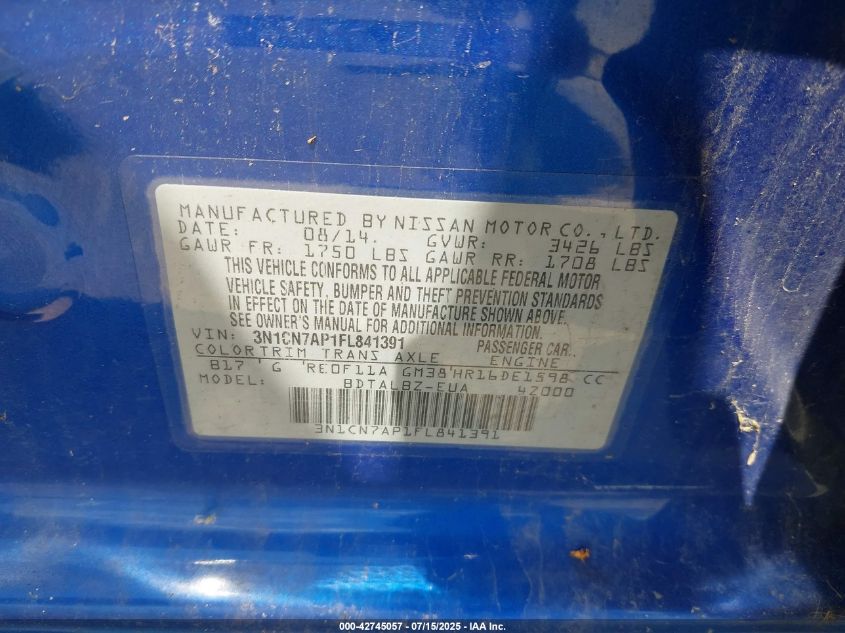 MANUFACTURED BY NISSAN MOTOR CO., LTD.
DATE: 08/14. GVWR: 3426 LBS
GAWR FR: 1750 LBS GAWR RR: 1708 LBS
THIS VEHICLE CONFORMS TO ALL APPLICABLE FEDERAL MOTOR
VEHICLE SAFETY, BUMPER AND THEFT PREVENTION STANDARDS
IN EFFECT ON THE DATE OF MANUFACTURE SHOWN ABOVE.
SEE OWNER'S MANUAL FOR ADDITIONAL INFORMATION.
VIN: 3N1CN7AP1FL841391 PASSENGER CAR.
COLOR TRIM TRANS AXLE ENGINE
B17 G RE0F11A GM38 HR16DE1598 CC
MODEL: BDTALBZ-EUA 42000
3N1CN7AP1FL841391
000-42745057 - 07/15/2025 - IAA Inc.